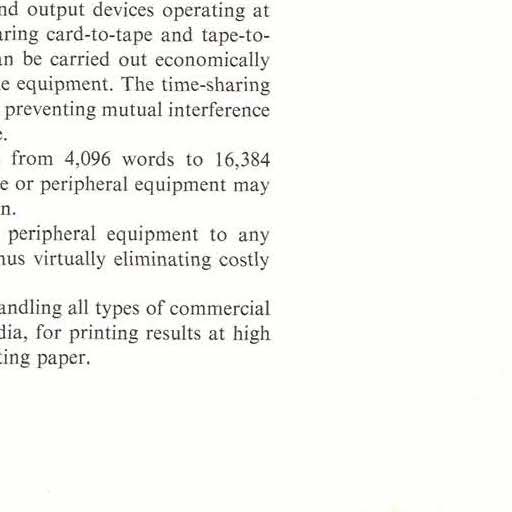 nd output devices operating at
aring card-to-tape and tape-to-
an be carried out economically
e equipment. The time-sharing
preventing mutual interference
e.
from 4,096 words to 16,384
e or peripheral equipment may
n.
peripheral equipment to any
hus virtually eliminating costly
andling all types of commercial
dia, for printing results at high
ting paper.